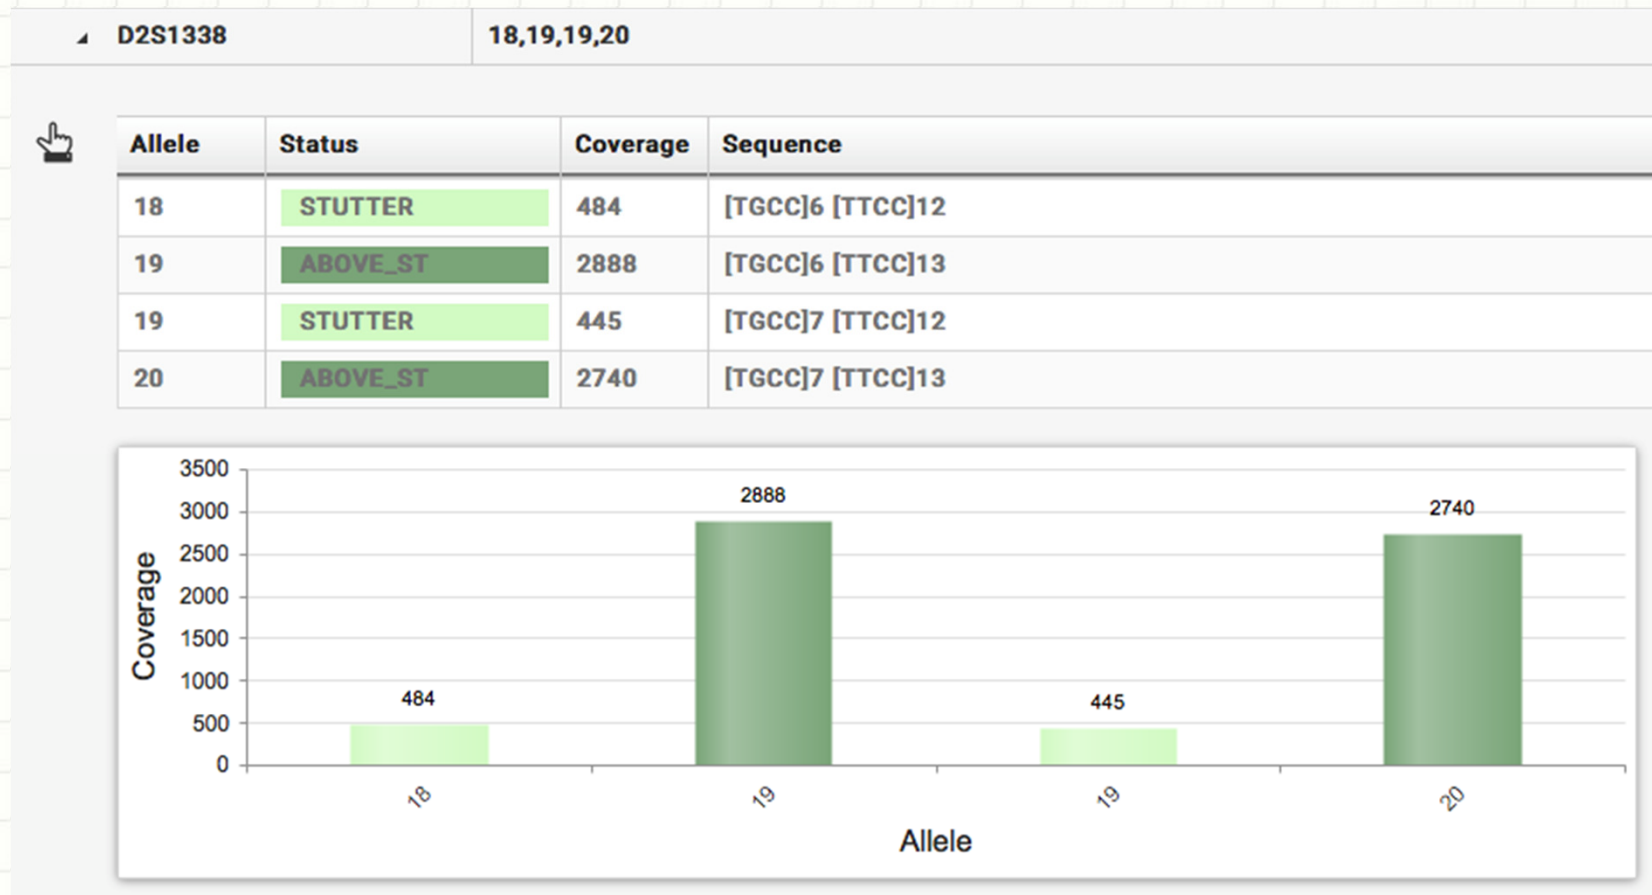 D2S1338 18,19,19,20
Allele Status Coverage Sequence
18 STUTTER 484 [TGCC]6 [TTCC]12
19 ABOVE_ST 2888 [TGCC]6 [TTCC]13
19 STUTTER 445 [TGCC]7 [TTCC]12
20 ABOVE_ST 2740 [TGCC]7 [TTCC]13
3500
3000
2500
2000
1500
1000
500
0
Coverage
484
2888
445
2740
18
19
19
20
Allele